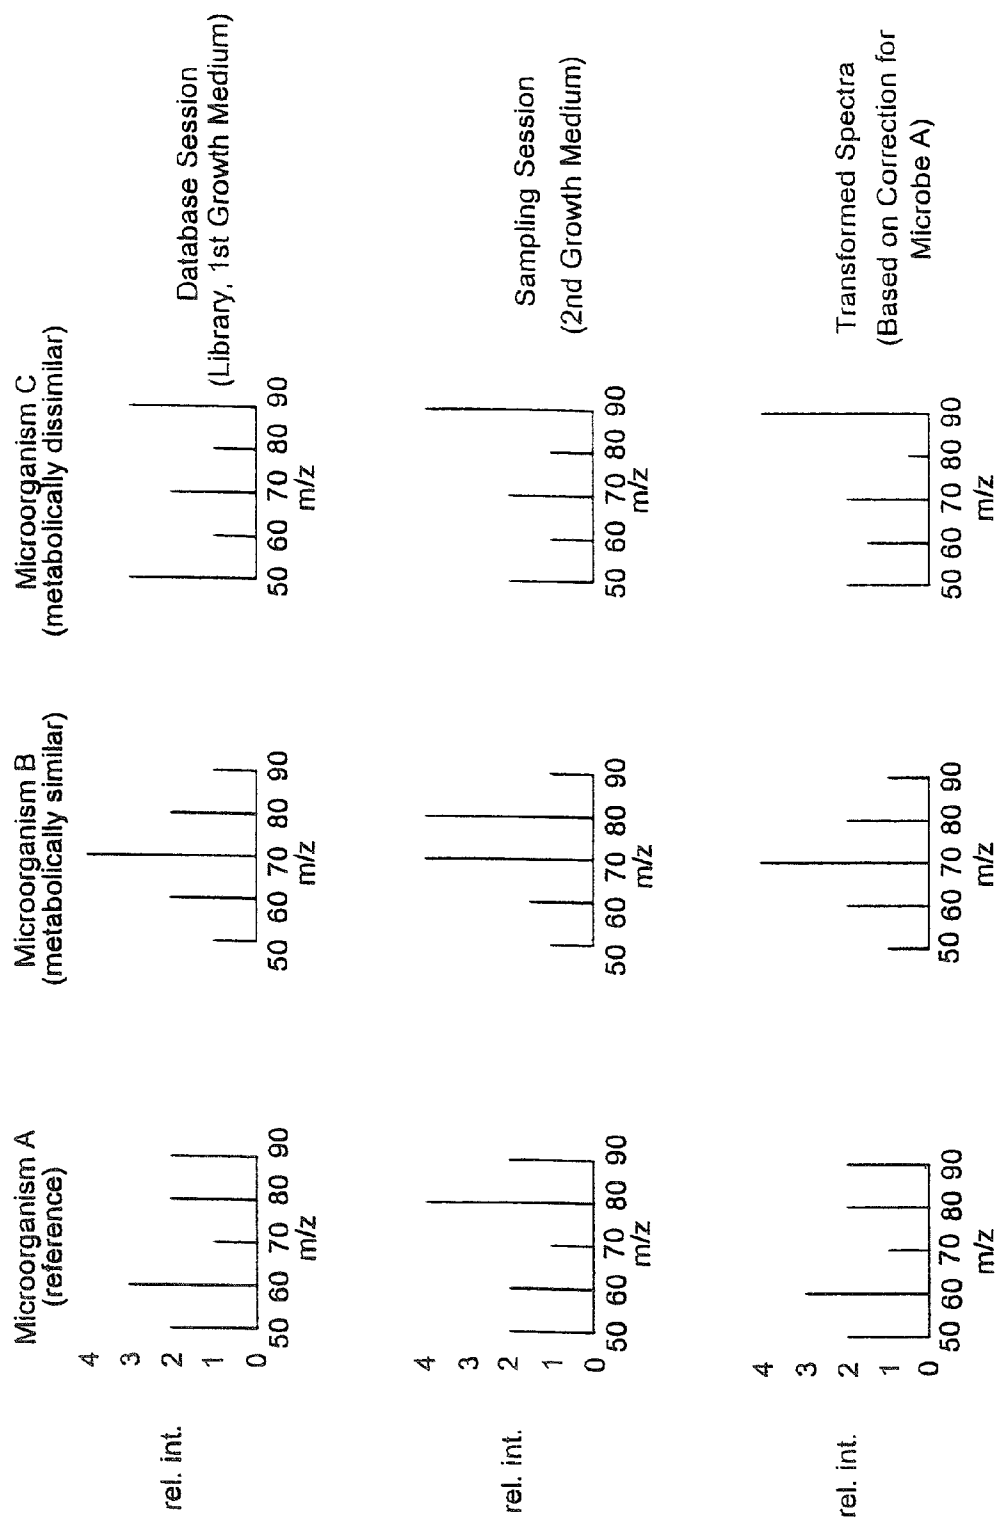 Microorganism A
(reference)
Microorganism B
(metabolically similar)
Microorganism C
(metabolically dissimilar)
rel. int.
4
3
2
1
0
50 60 70 80 90
m/z
50 60 70 80 90
m/z
50 60 70 80 90
m/z
Database Session
(Library, 1st Growth Medium)
rel. int.
4
3
2
1
0
50 60 70 80 90
m/z
50 60 70 80 90
m/z
50 60 70 80 90
m/z
Sampling Session
(2nd Growth Medium)
rel. int.
4
3
2
1
0
50 60 70 80 90
m/z
50 60 70 80 90
m/z
50 60 70 80 90
m/z
Transformed Spectra
(Based on Correction for
Microbe A)